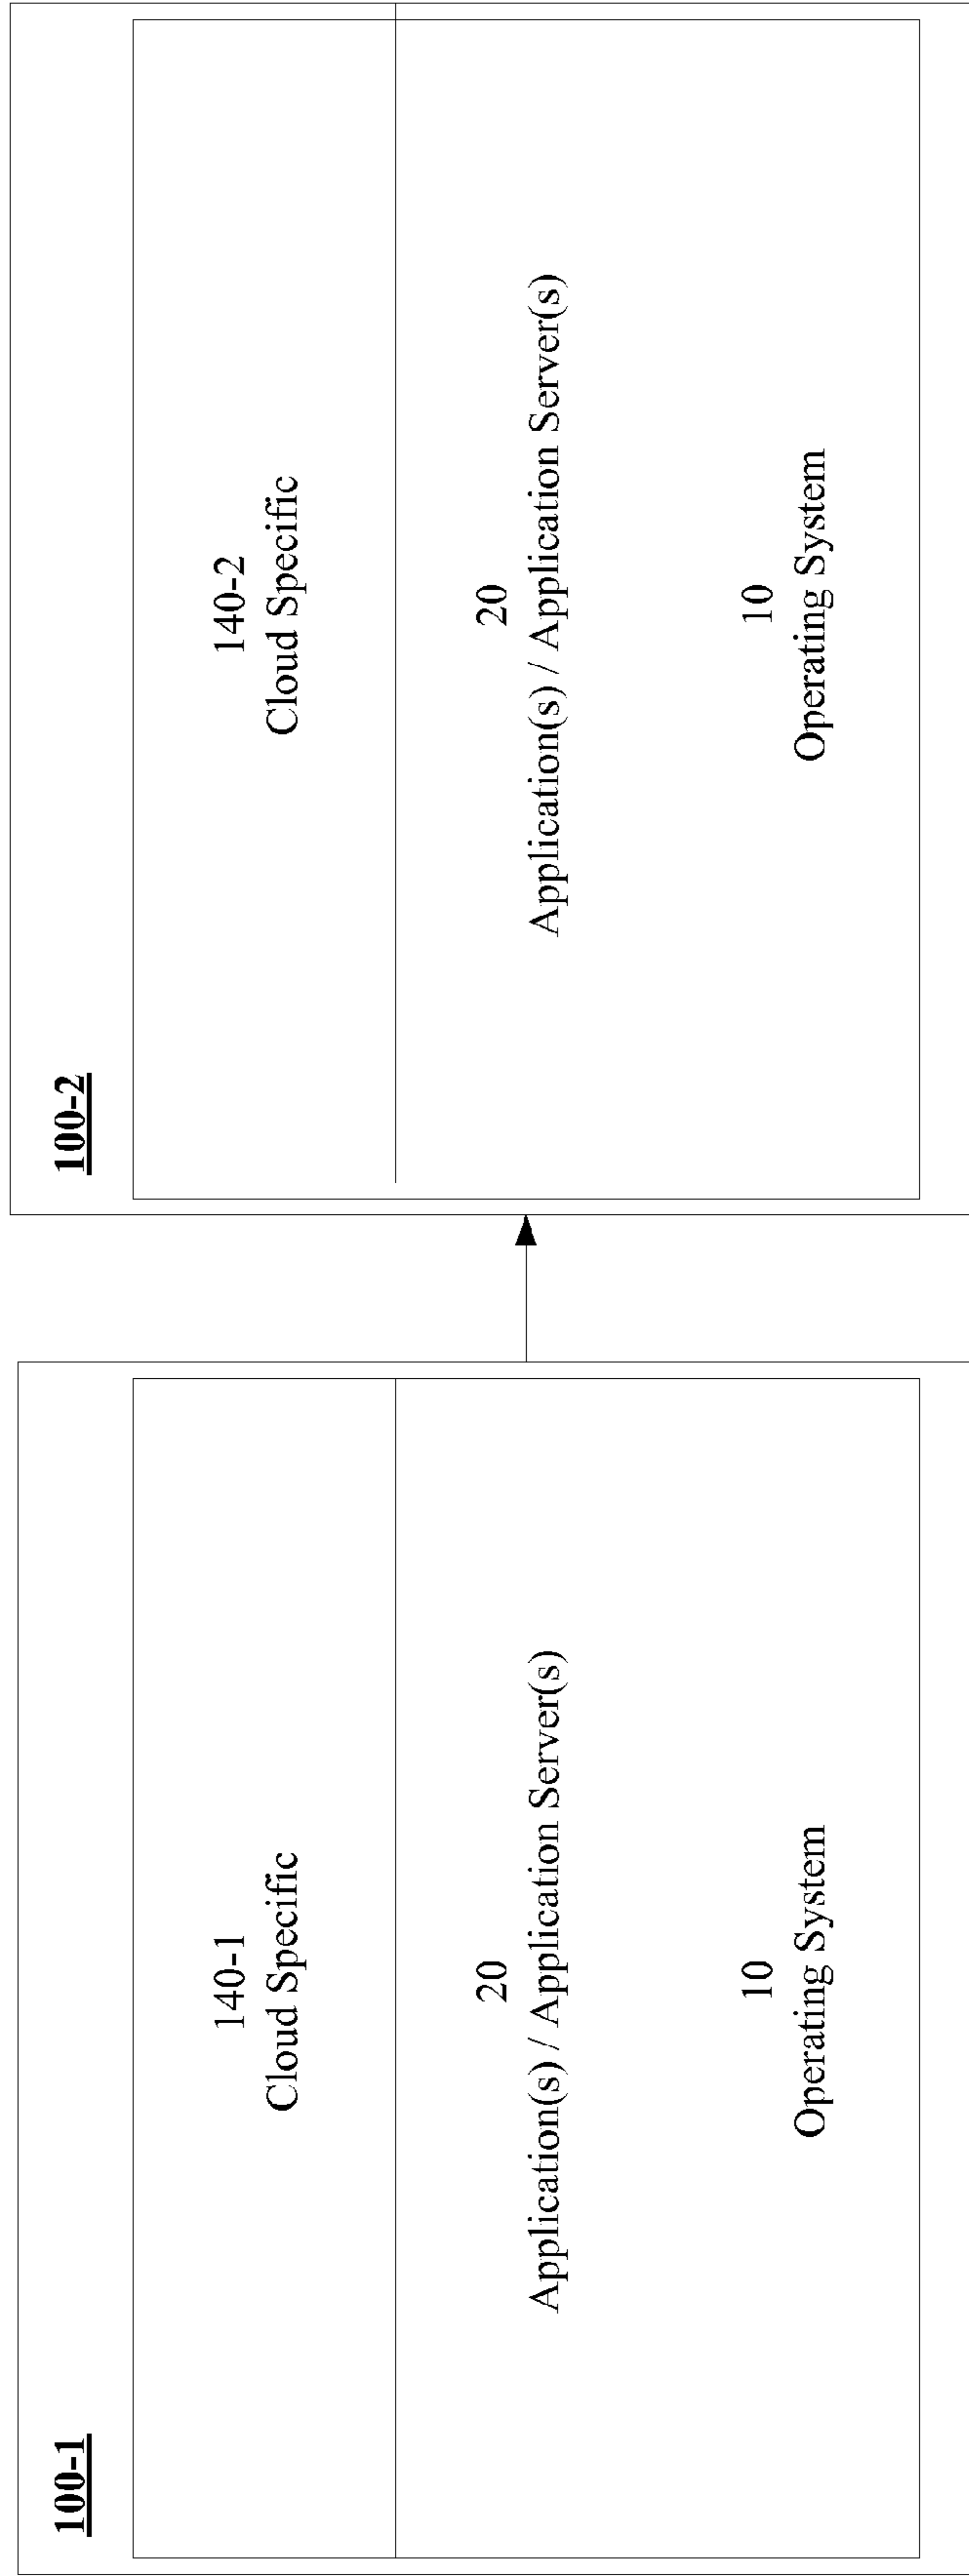 100-1
140-1
Cloud Specific
20
Application(s) / Application Server(s)
10
Operating System
100-2
140-2
Cloud Specific
20
Application(s) / Application Server(s)
10
Operating System